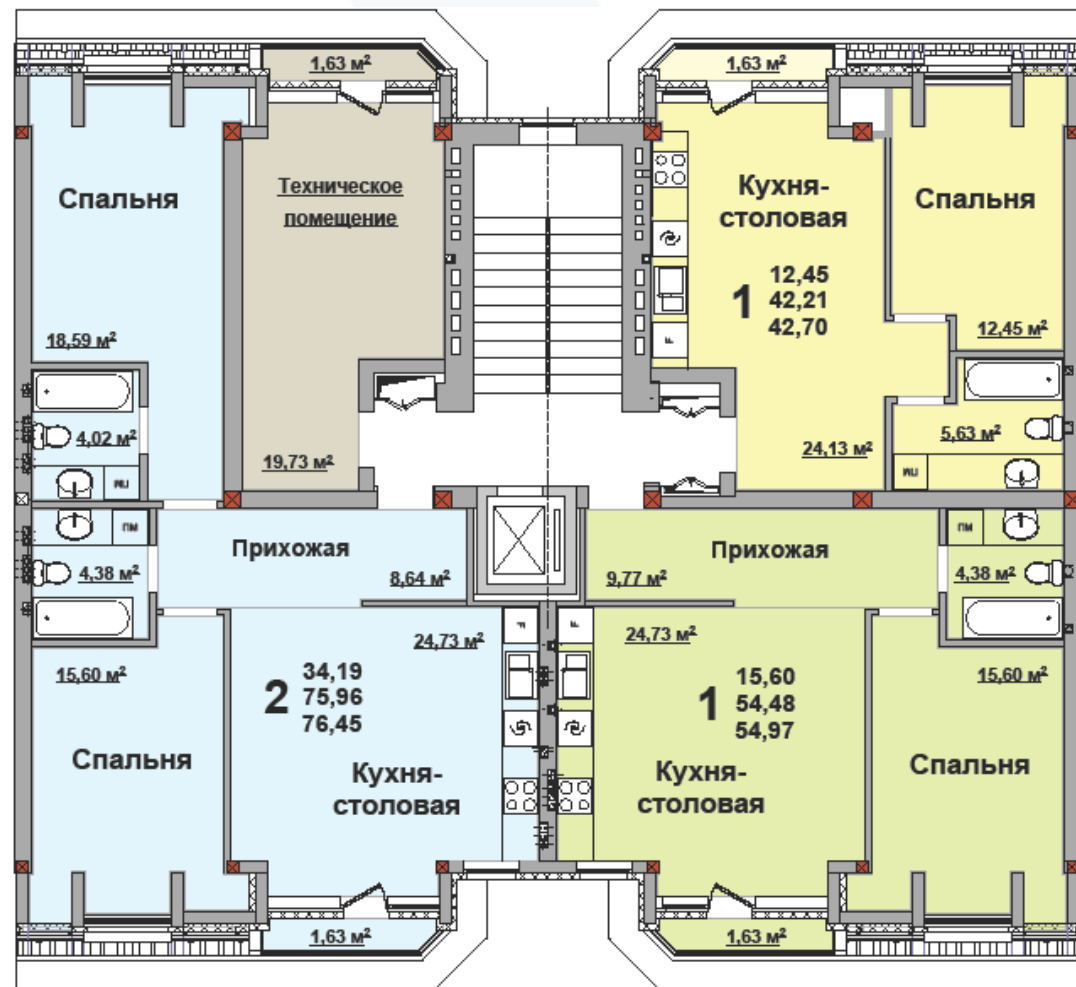 1,63 м²
1,63 м²
Спальня
Техническое
помещение
Кухня-
столовая
Спальня
1
12,45
42,21
42,70
18,59 м²
12,45 м²
4,02 м²
19,73 м²
24,13 м²
5,63 м²
ПМ
ПМ
Прихожая
Прихожая
4,38 м²
8,64 м²
9,77 м²
4,38 м²
24,73 м²
24,73 м²
15,60 м²
2
34,19
75,96
76,45
1
15,60
54,48
54,97
15,60 м²
Спальня
Кухня-
столовая
Кухня-
столовая
Спальня
1,63 м²
1,63 м²